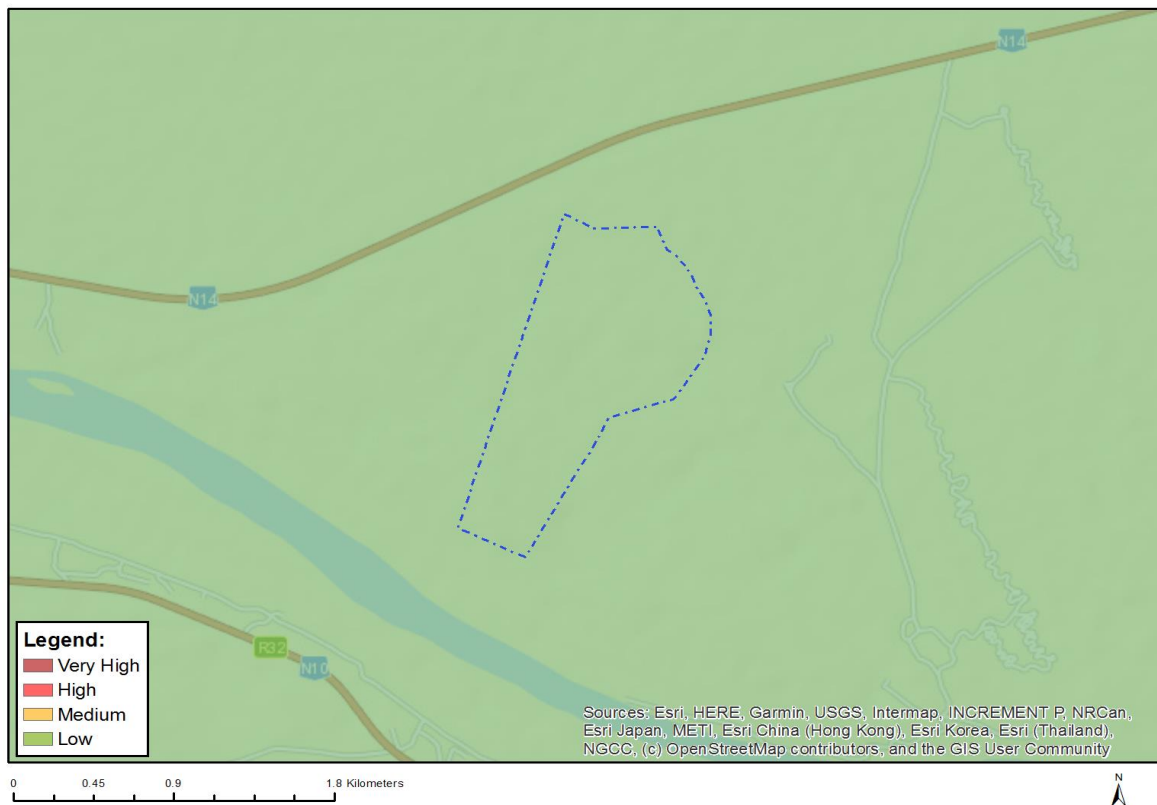 N14
N14
R32
N10
Legend:
Very High
High
Medium
Low
Sources: Esri, HERE, Garmin, USGS, Intermap, INCREMENT P, NRCan,
Esri Japan, METI, Esri China (Hong Kong), Esri Korea, Esri (Thailand),
NGCC, (c) OpenStreetMap contributors, and the GIS User Community
0 0.45 0.9 1.8 Kilometers
N